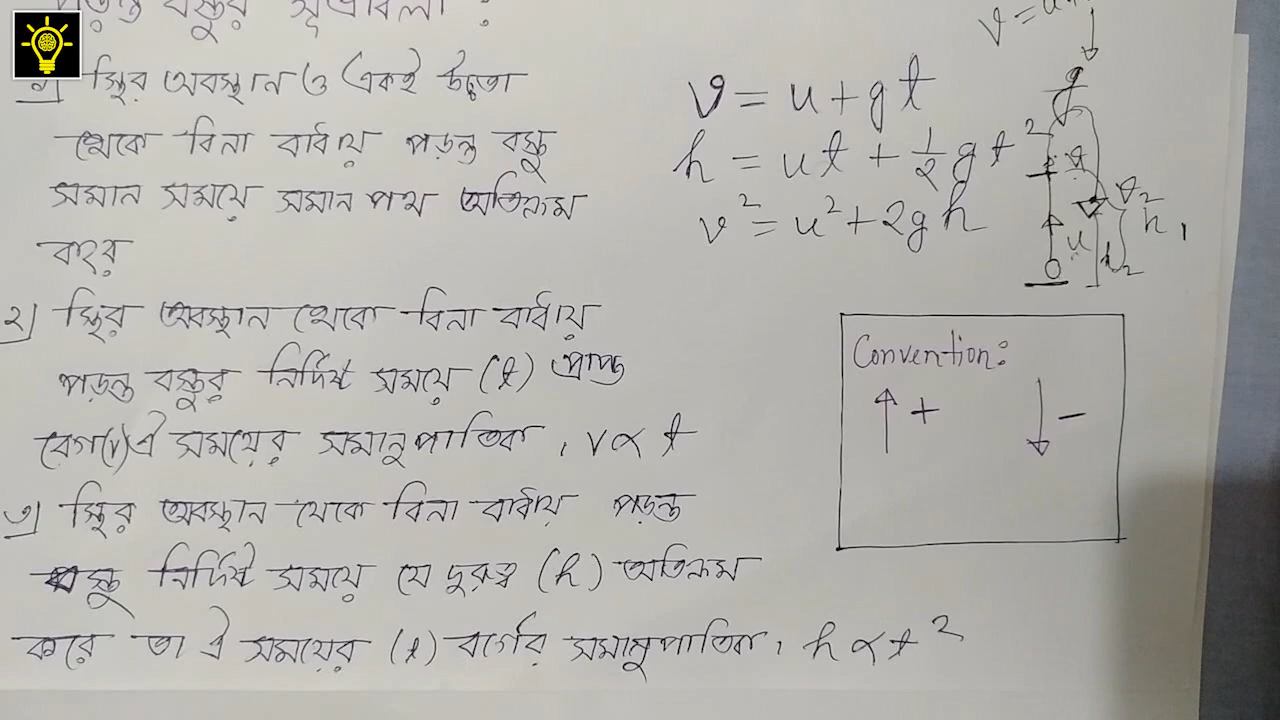 পড়ন্ত বস্তুর সূত্রাবলী :
১) স্থির অবস্থান ও একই উচ্চতা
থেকে বিনা বাধায় পড়ন্ত বস্তু
সমান সময়ে সমান পথ অতিক্রম
করে
২) স্থির অবস্থান থেকে বিনা বাধায়
পড়ন্ত বস্তুর নির্দিষ্ট সময়ে (t) প্রাপ্ত
বেগ(v)ঐ সময়ের সমানুপাতিক, v∝t
৩) স্থির অবস্থান থেকে বিনা বাধায় পড়ন্ত
বস্তু নির্দিষ্ট সময়ে যে দুরত্ব (h) অতিক্রম
করে তা ঐ সময়ের (t) বর্গের সমানুপাতিক, h∝t²
v = u + gt
h = ut + ½gt²
v² = u² + 2gh
v = u
g
v₂
u
h₂
h₁
Convention:
↑ + ↓ −